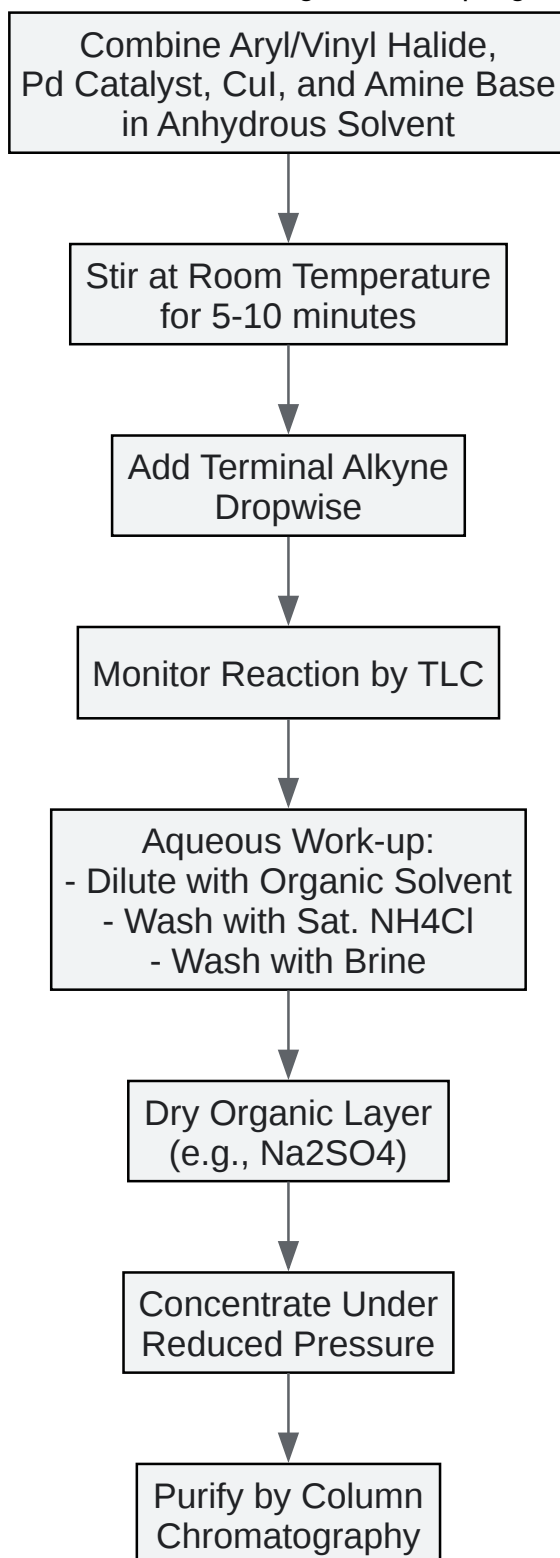 Combine Aryl/Vinyl Halide,
Pd Catalyst, CuI, and Amine Base
in Anhydrous Solvent
Stir at Room Temperature
for 5-10 minutes
Add Terminal Alkyne
Dropwise
Monitor Reaction by TLC
Aqueous Work-up:
- Dilute with Organic Solvent
- Wash with Sat. NH4Cl
- Wash with Brine
Dry Organic Layer
(e.g., Na2SO4)
Concentrate Under
Reduced Pressure
Purify by Column
Chromatography